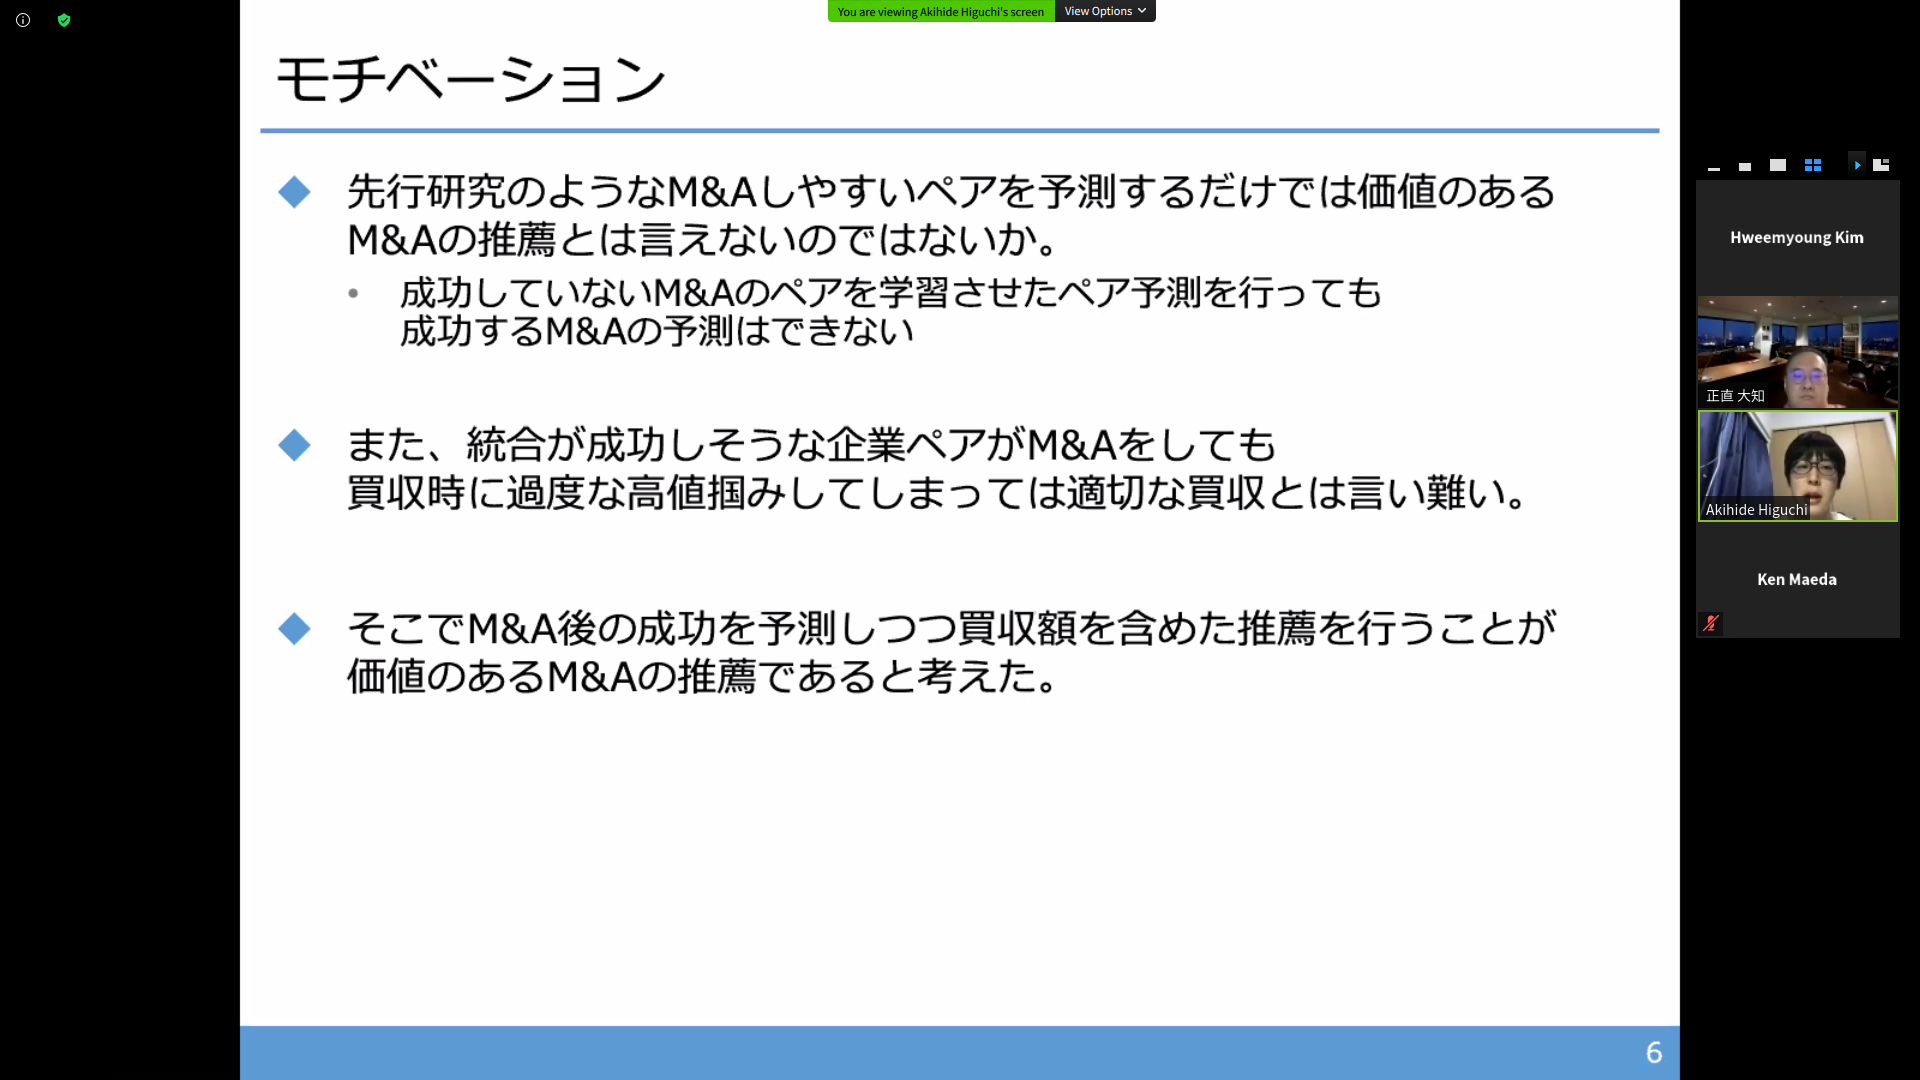 You are viewing Akihide Higuchi's screen
View Options
モチベーション
先行研究のようなM&Aしやすいペアを予測するだけでは価値のある
M&Aの推薦とは言えないのではないか。
成功していないM&Aのペアを学習させたペア予測を行っても
成功するM&Aの予測はできない
また、統合が成功しそうな企業ペアがM&Aをしても
買収時に過度な高値掴みしてしまっては適切な買収とは言い難い。
そこでM&A後の成功を予測しつつ買収額を含めた推薦を行うことが
価値のあるM&Aの推薦であると考えた。
6
Hweemyoung Kim
正直 大知
Akihide Higuchi
Ken Maeda